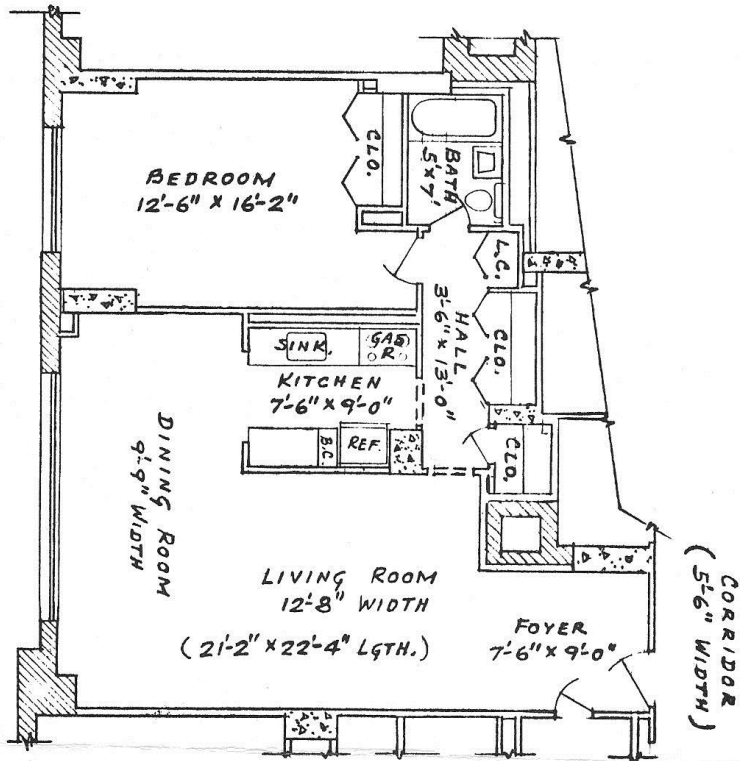 BEDROOM
12'-6" X 16'-2"
CLO.
BATH
5'x7'
L.C.
HALL
3'-6" x 13'-0"
CLO.
SINK.
GAS
R
KITCHEN
7'-6" x 9'-0"
B.C.
REF.
CLO.
DINING ROOM
9'-9" WIDTH
LIVING ROOM
12'-8" WIDTH
(21'-2" x 22'-4" LGTH.)
FOYER
7'-6" x 9'-0"
CORRIDOR
(5'-6" WIDTH)